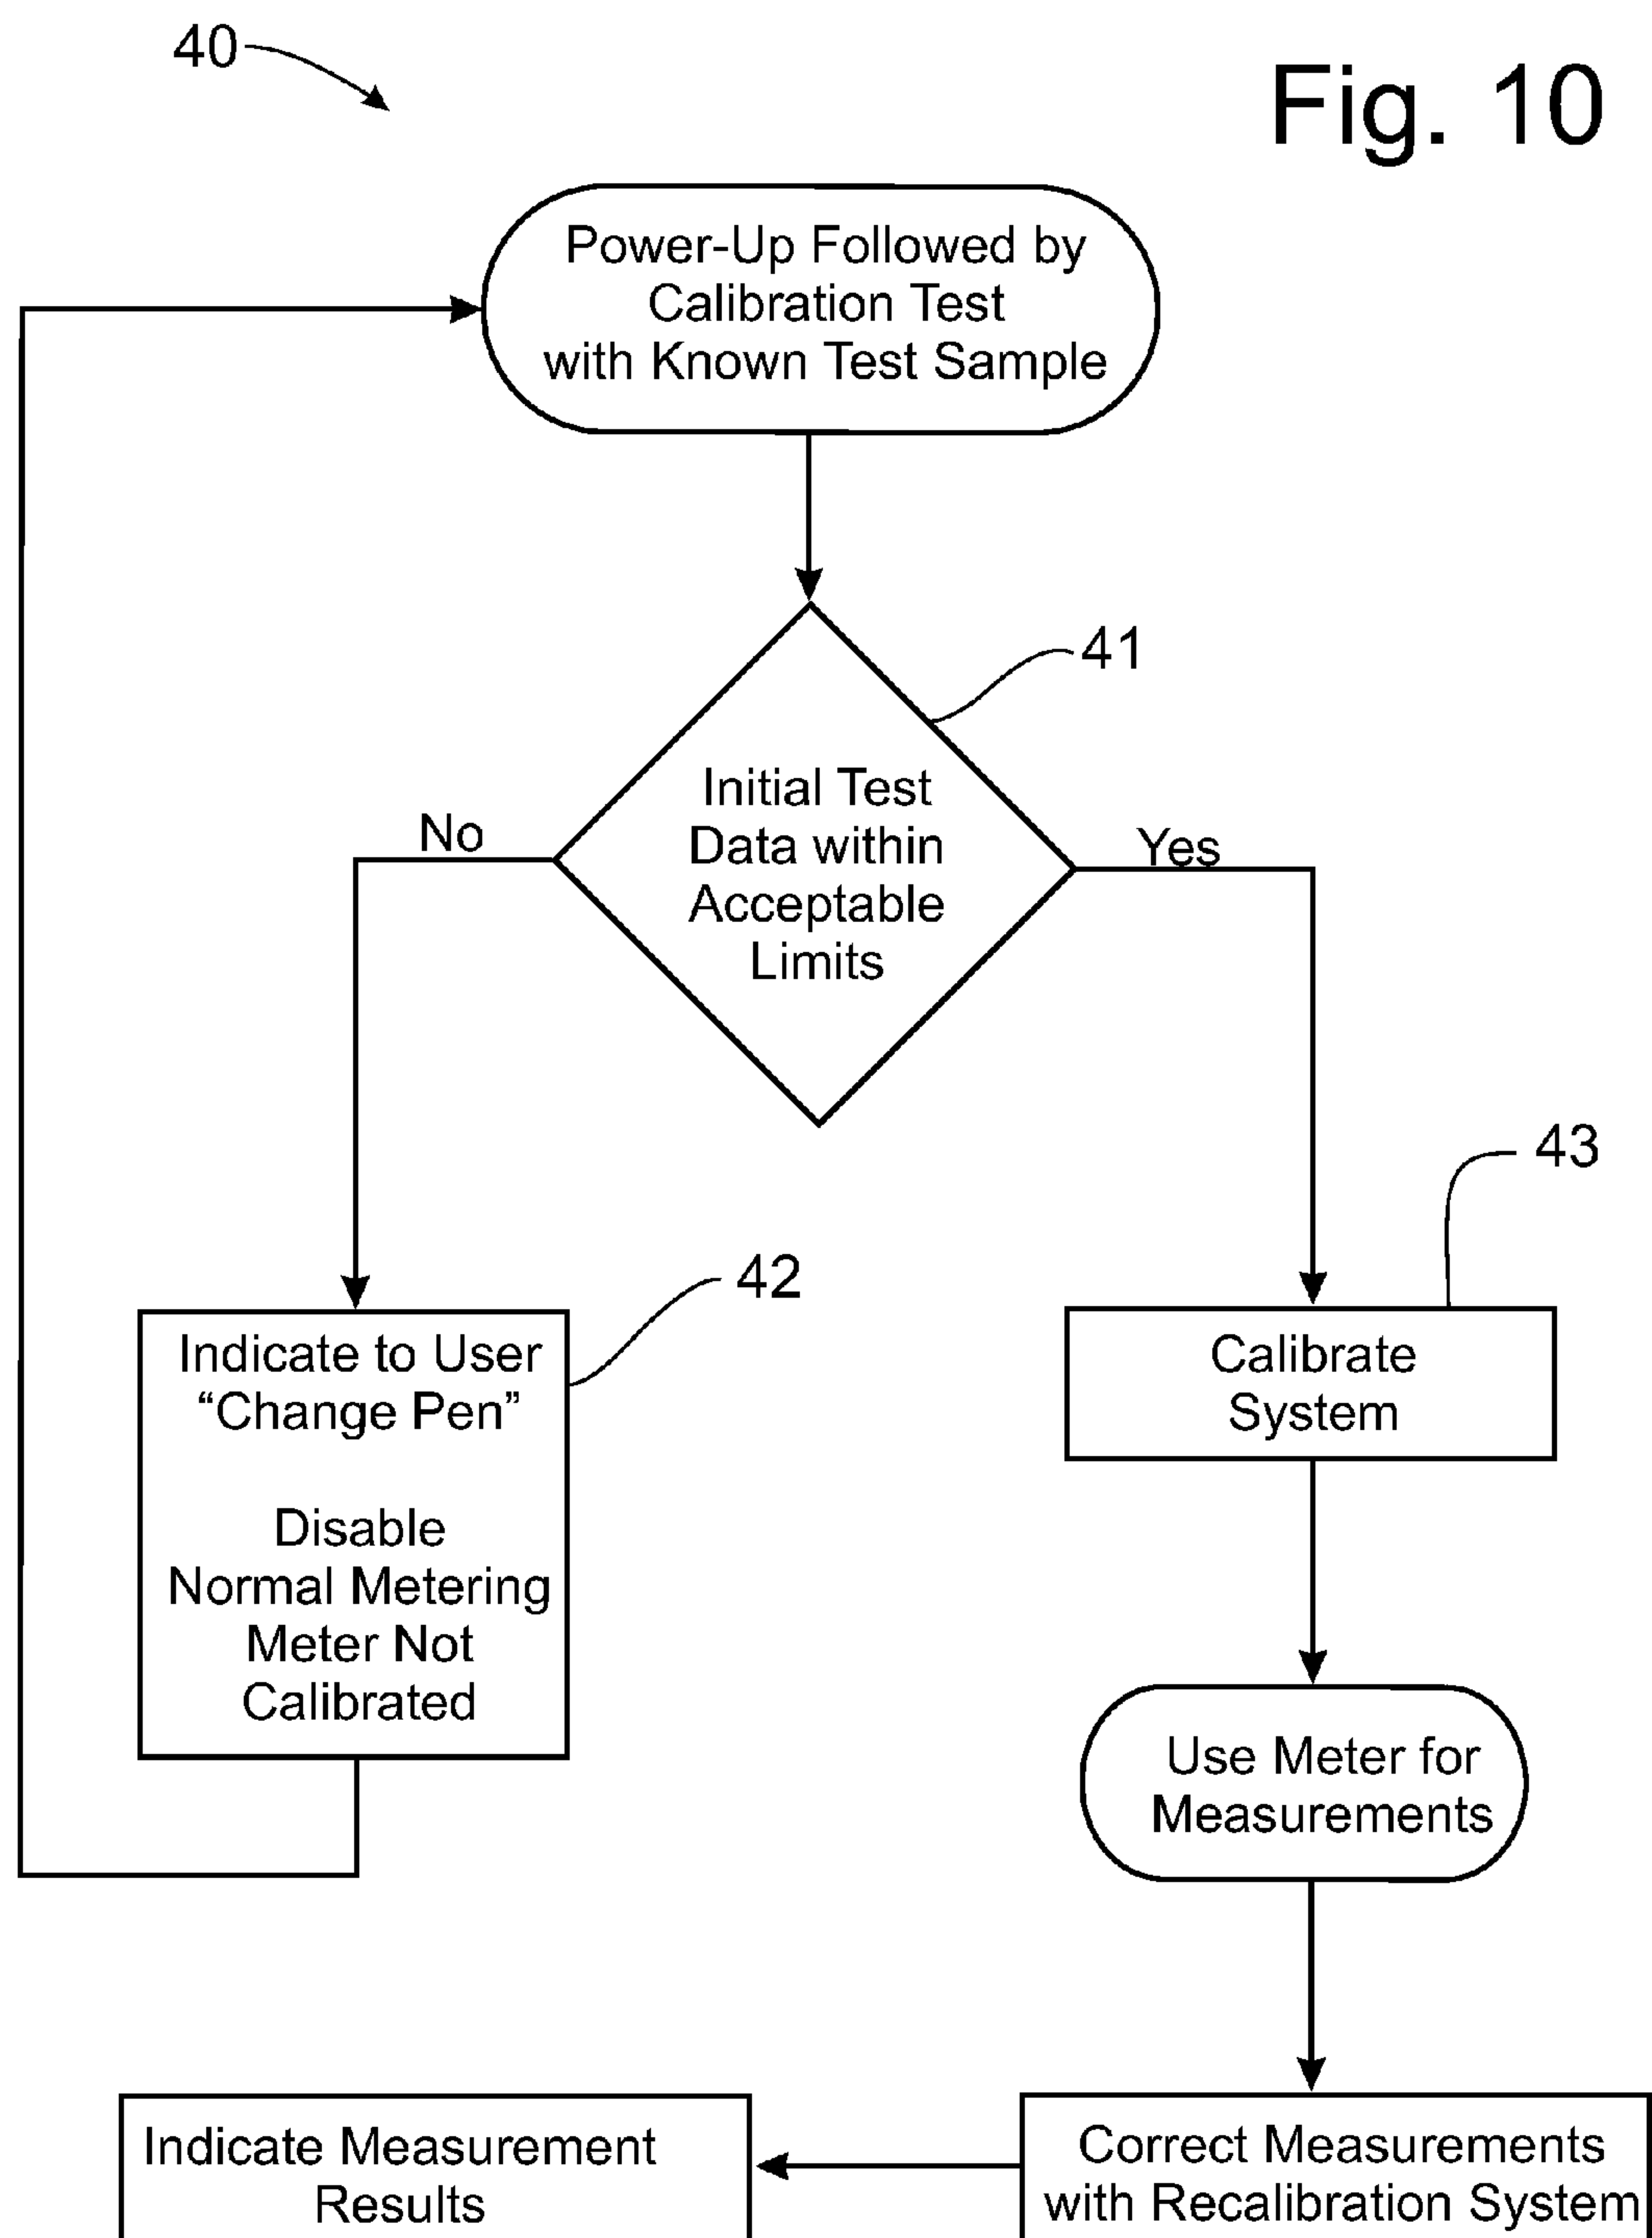 40
Fig. 10
Power-Up Followed by
Calibration Test
with Known Test Sample
41
Initial Test
Data within
Acceptable
Limits
No
Yes
43
42
Indicate to User
“Change Pen”
Disable
Normal Metering
Meter Not
Calibrated
Calibrate
System
Use Meter for
Measurements
Correct Measurements
with Recalibration System
Indicate Measurement
Results